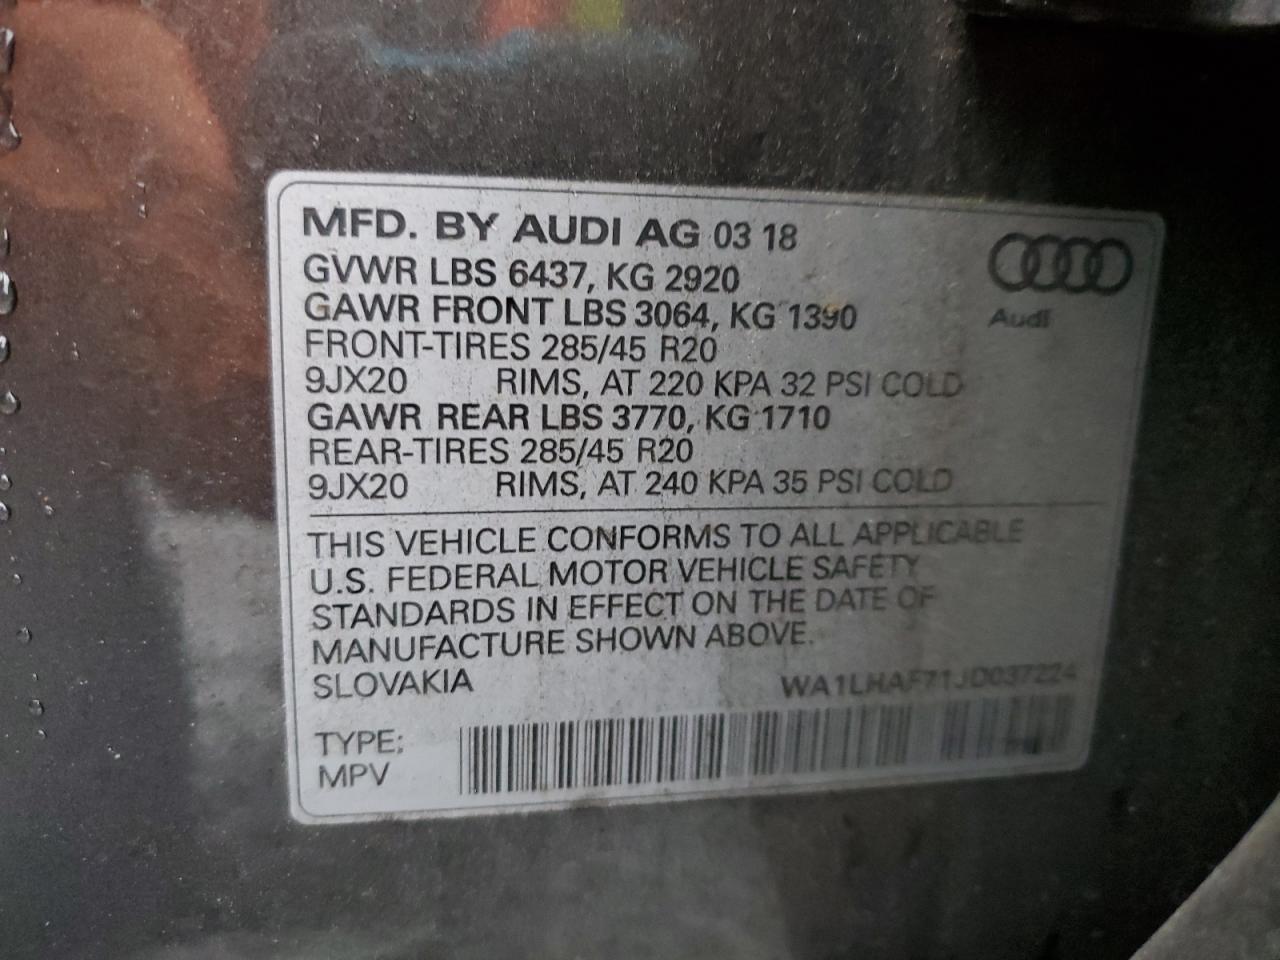 MFD. BY AUDI AG 03 18
GVWR LBS 6437, KG 2920
GAWR FRONT LBS 3064, KG 1390
Audi
FRONT-TIRES 285/45 R20
9JX20 RIMS, AT 220 KPA 32 PSI COLD
GAWR REAR LBS 3770, KG 1710
REAR-TIRES 285/45 R20
9JX20 RIMS, AT 240 KPA 35 PSI COLD
THIS VEHICLE CONFORMS TO ALL APPLICABLE
U.S. FEDERAL MOTOR VEHICLE SAFETY
STANDARDS IN EFFECT ON THE DATE OF
MANUFACTURE SHOWN ABOVE.
SLOVAKIA WA1LHAF71JD037224
TYPE:
MPV